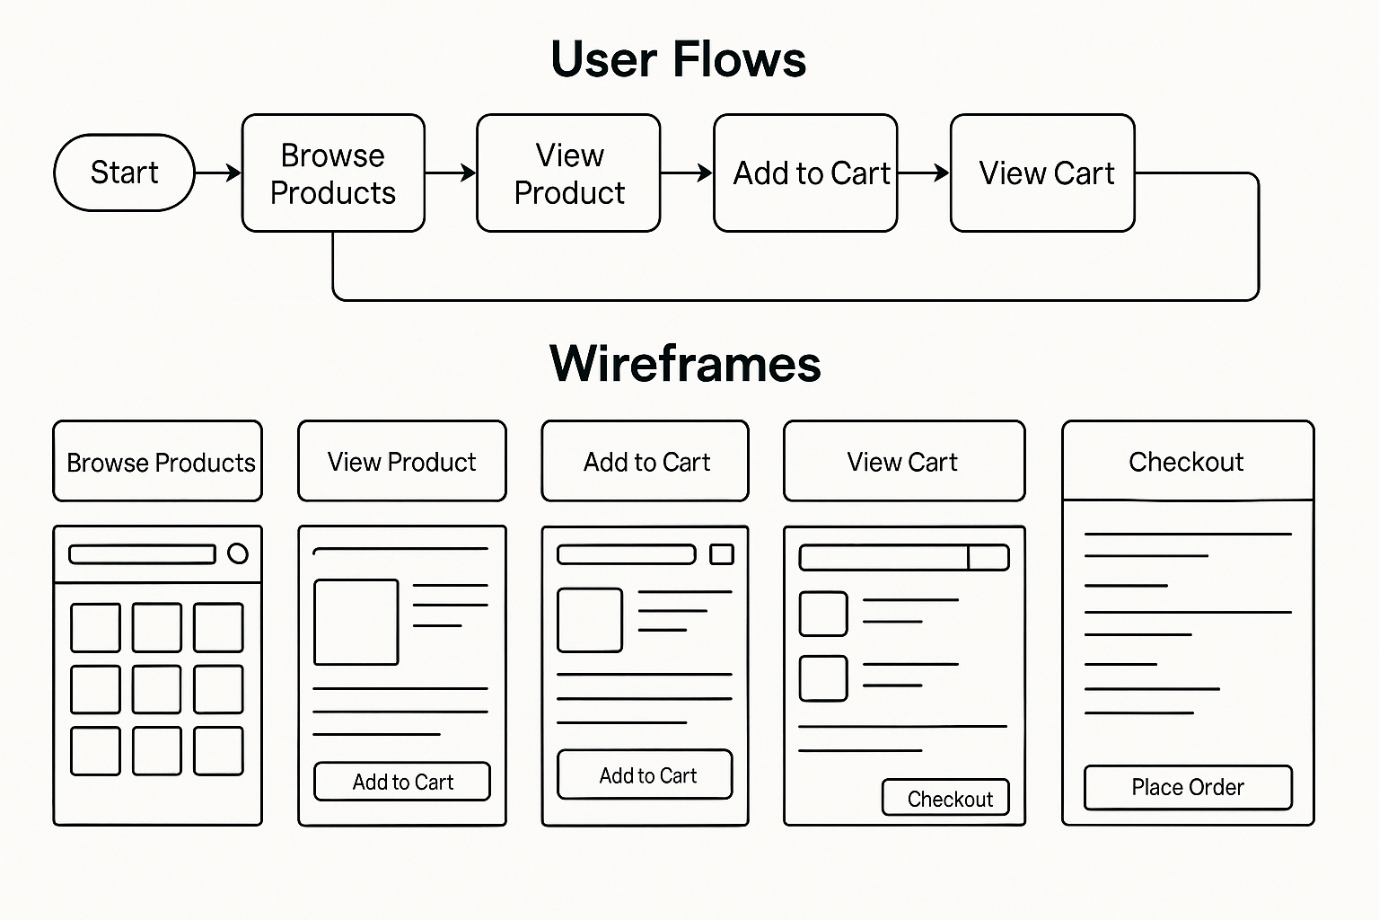 User Flows
Start
Browse
Products
View
Product
Add to Cart
View Cart
Wireframes
Browse Products
View Product
Add to Cart
View Cart
Checkout
Add to Cart
Add to Cart
Checkout
Place Order